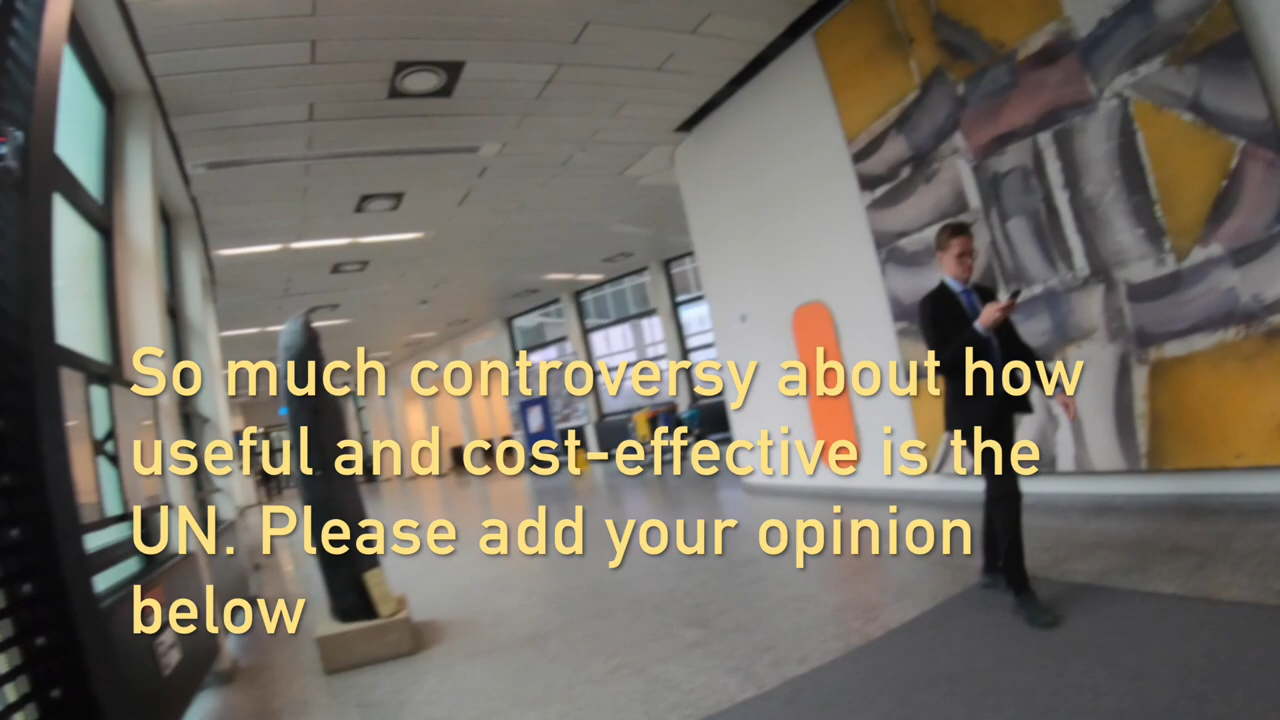 So much controversy about how
useful and cost-effective is the
UN. Please add your opinion
below